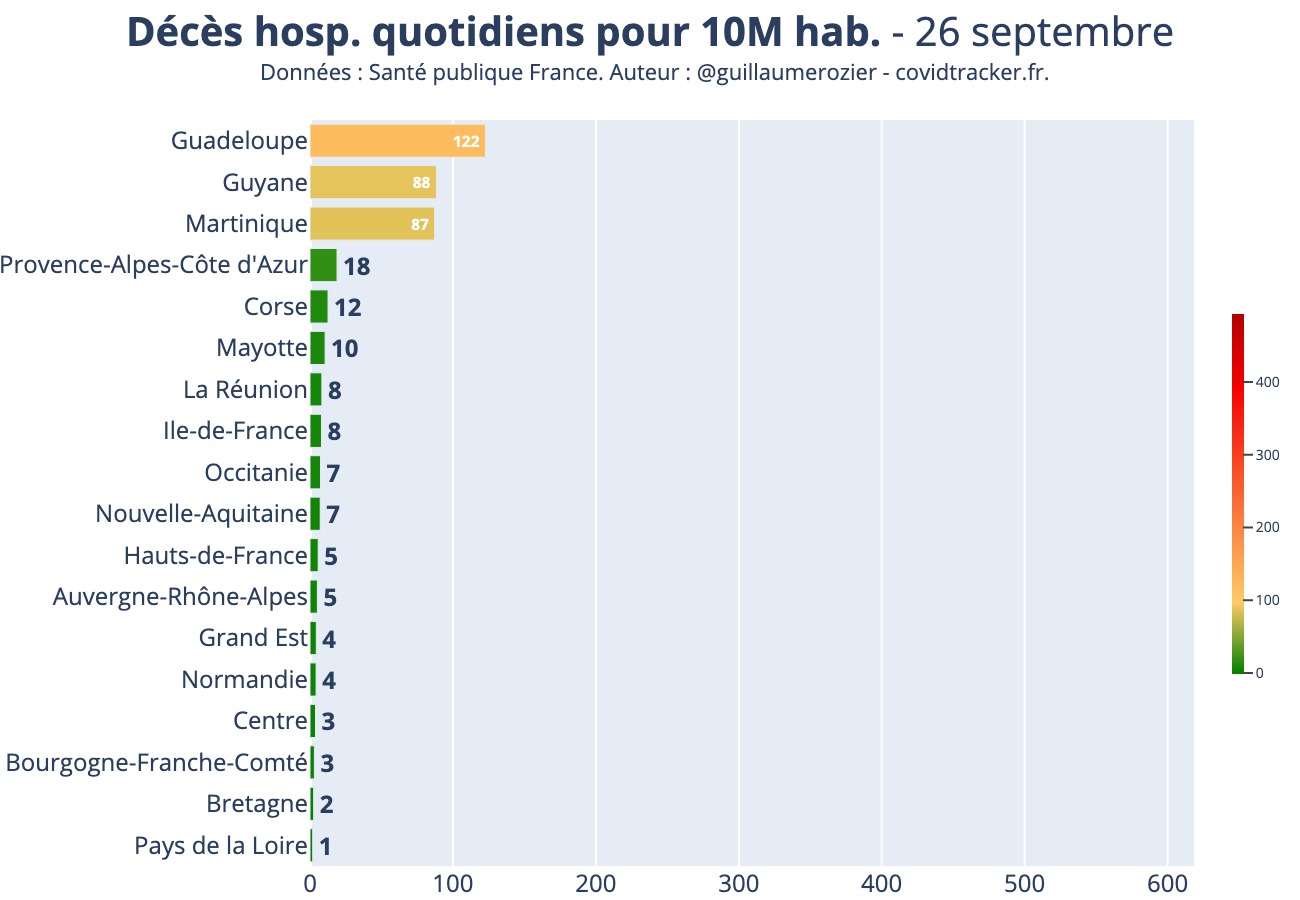 Décès hosp. quotidiens pour 10M hab. - 26 septembre
Données : Santé publique France. Auteur : @guillaumerozier - covidtracker.fr.
Guadeloupe 122
Guyane 88
Martinique 87
Provence-Alpes-Côte d'Azur 18
Corse 12
Mayotte 10
La Réunion 8
Ile-de-France 8
Occitanie 7
Nouvelle-Aquitaine 7
Hauts-de-France 5
Auvergne-Rhône-Alpes 5
Grand Est 4
Normandie 4
Centre 3
Bourgogne-Franche-Comté 3
Bretagne 2
Pays de la Loire 1
0 100 200 300 400 500 600
400
300
200
100
0